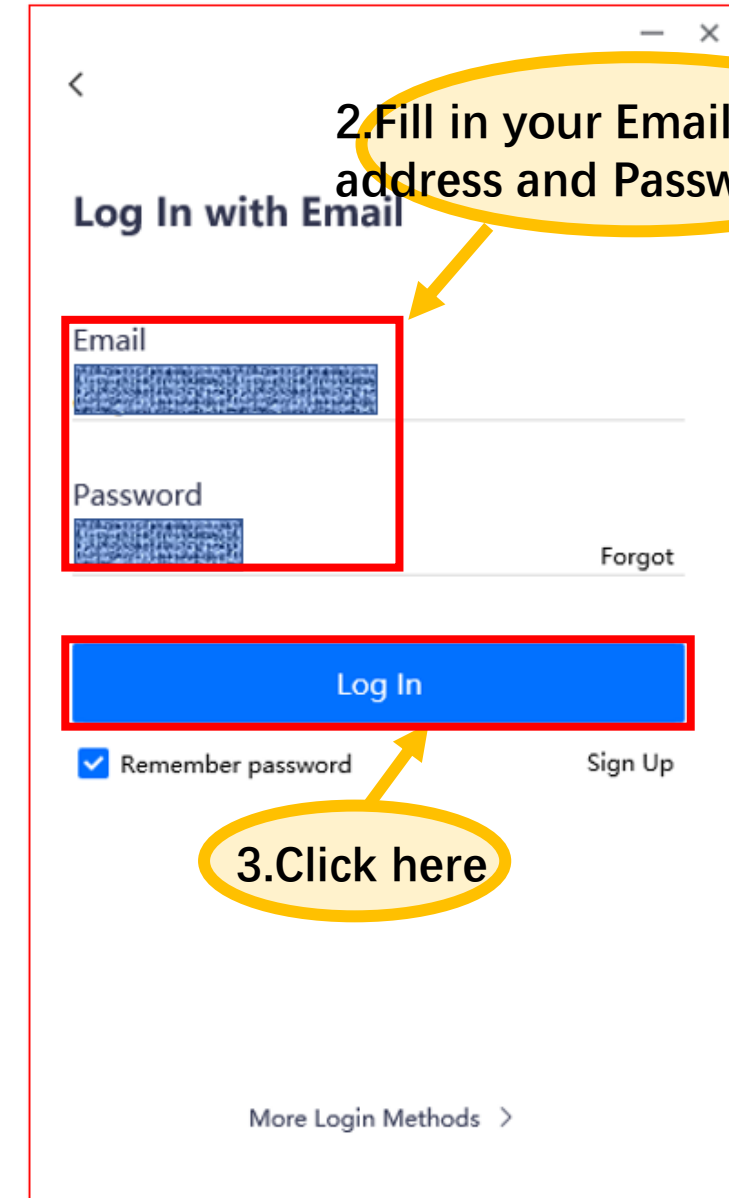 2.Fill in your Email
address and Passw
Log In with Email
Email
Password
Forgot
Log In
Remember password
Sign Up
3.Click here
More Login Methods >